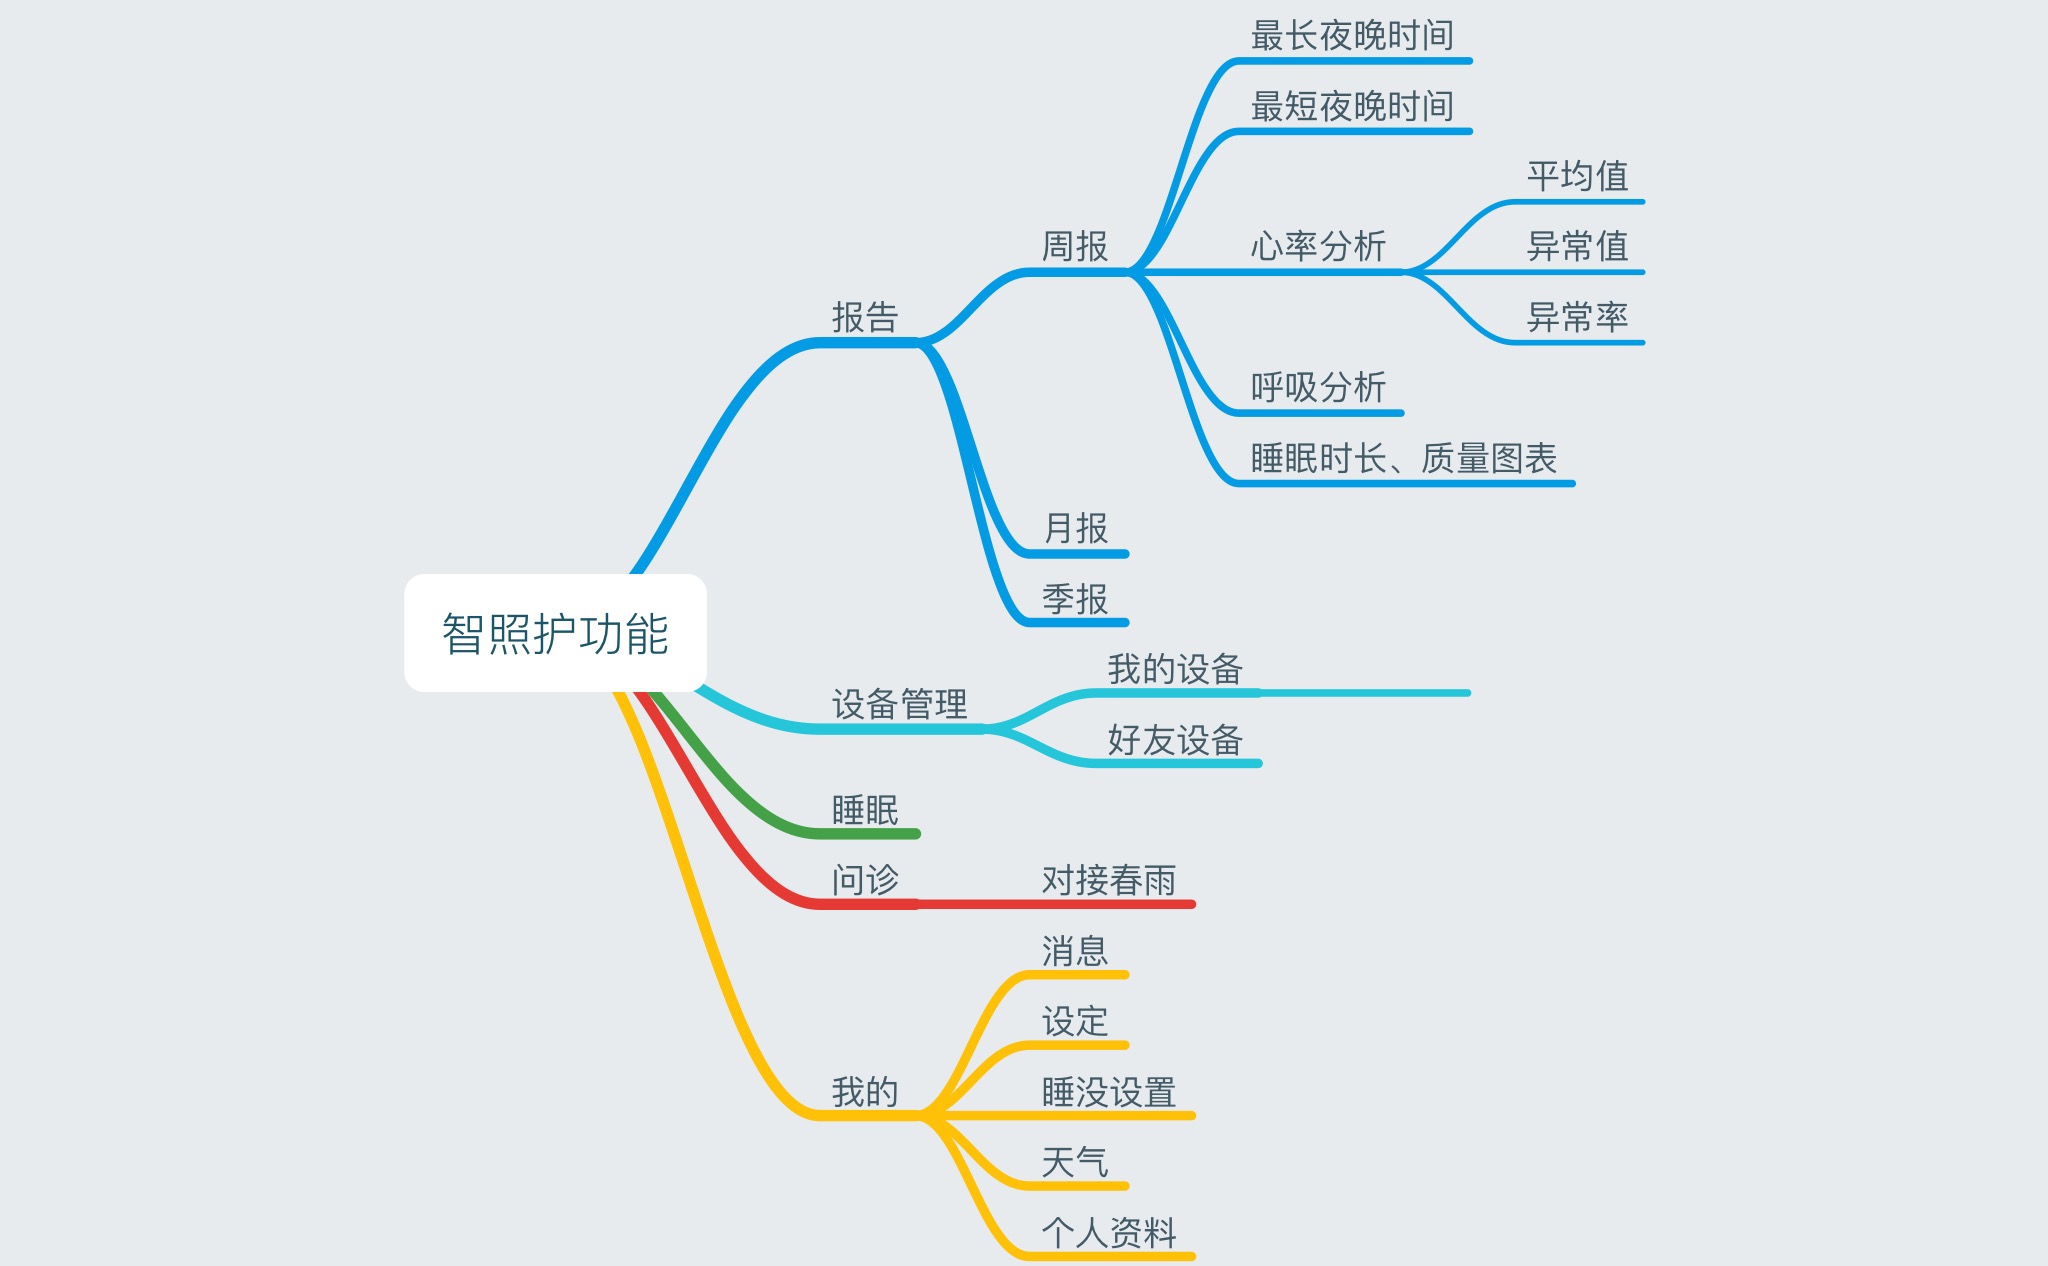 最长夜晚时间
最短夜晚时间
平均值
周报
心率分析
异常值
报告
异常率
呼吸分析
睡眠时长、质量图表
月报
季报
智照护功能
我的设备
设备管理
好友设备
睡眠
问诊
对接春雨
消息
设定
我的
睡没设置
天气
个人资料